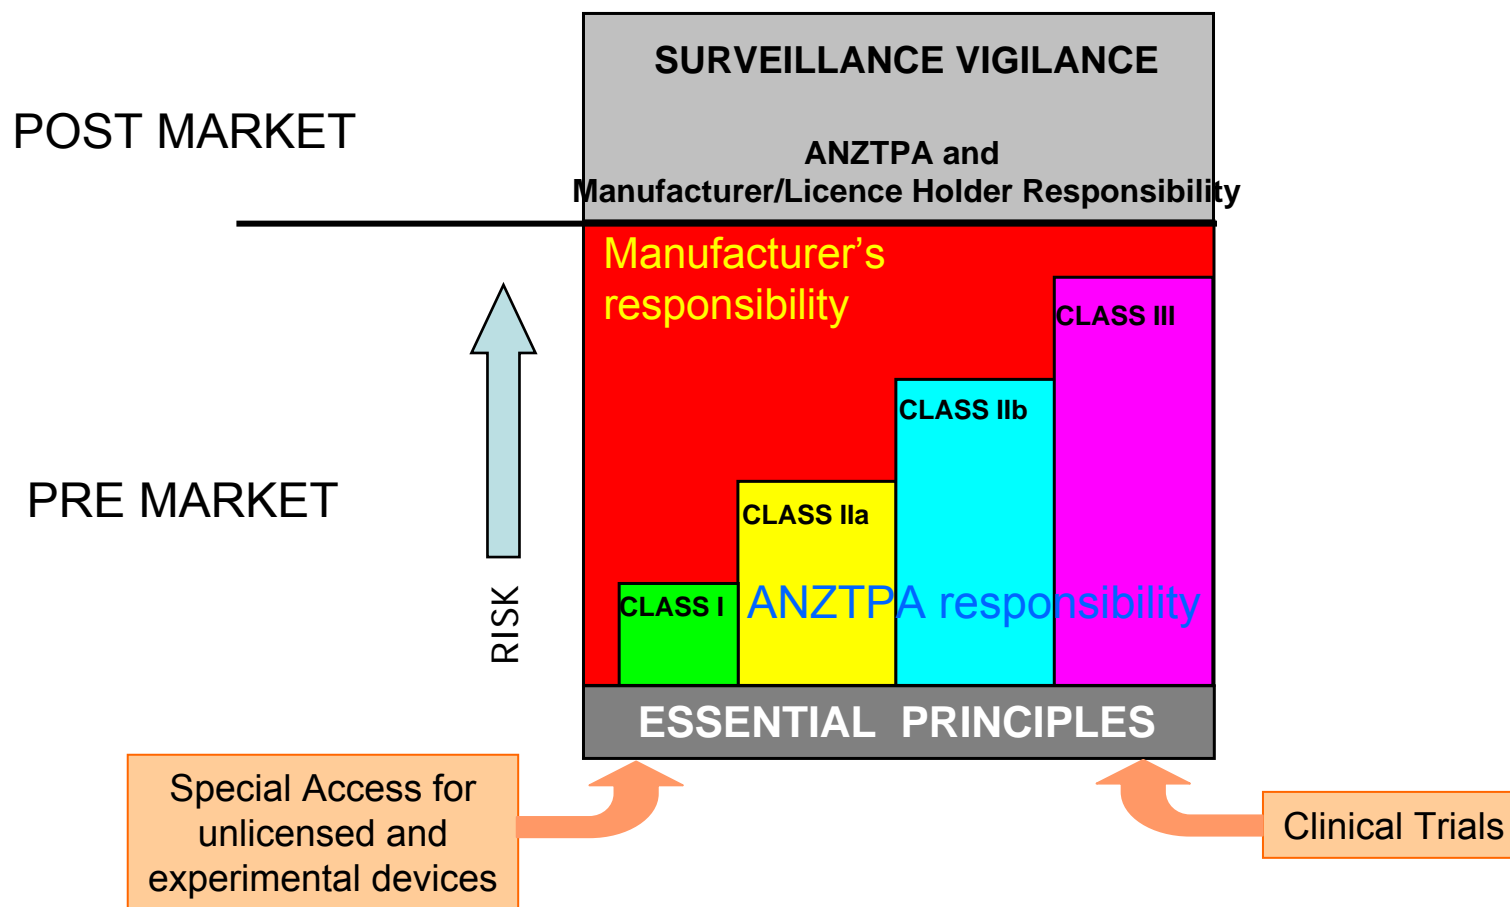 SURVEILLANCE VIGILANCE
POST MARKET
ANZTPA and
Manufacturer/Licence Holder Responsibility
Manufacturer’s
responsibility
CLASS III
CLASS IIb
PRE MARKET
CLASS IIa
RISK
CLASS I
ANZTPA responsibility
ESSENTIAL PRINCIPLES
Special Access for
unlicensed and
experimental devices
Clinical Trials